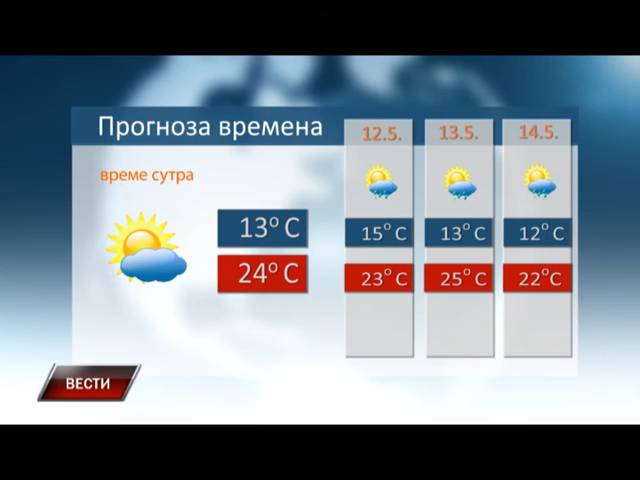 Прогноза времена
време сутра
13° C
24° C
12.5.
15° C
23° C
13.5.
13° C
25° C
14.5.
12° C
22°C
ВЕСТИ